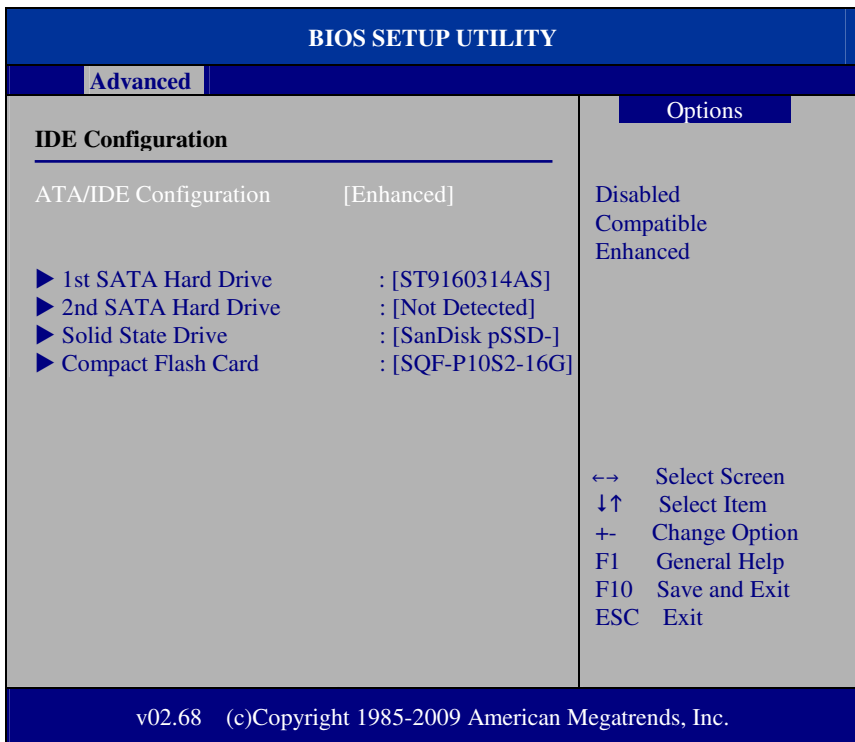 BIOS SETUP UTILITY
Advanced
IDE Configuration
ATA/IDE Configuration [Enhanced]
▶ 1st SATA Hard Drive : [ST9160314AS]
▶ 2nd SATA Hard Drive : [Not Detected]
▶ Solid State Drive : [SanDisk pSSD-]
▶ Compact Flash Card : [SQF-P10S2-16G]
Options
Disabled
Compatible
Enhanced
←→ Select Screen
↓↑ Select Item
+- Change Option
F1 General Help
F10 Save and Exit
ESC Exit
v02.68 (c)Copyright 1985-2009 American Megatrends, Inc.